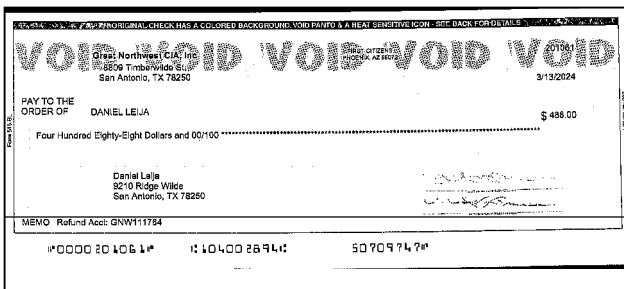 ORIGINAL CHECK HAS A COLORED BACKGROUND, VOID PANTO & A HEAT SENSITIVE ICON - SEE BACK FOR DETAILS
VOID VOID VOID VOID VOID
Great Northwest CIA, Inc
8809 Timberwilde St.
San Antonio, TX 78250
FIRST CITIZENS
PHOENIX, AZ
201061
3/13/2024
PAY TO THE
ORDER OF DANIEL LEIJA
$ 488.00
Four Hundred Eighty-Eight Dollars and 00/100
Daniel Leija
9210 Ridge Wilde
San Antonio, TX 78250
MEMO Refund Acct: GNW111764
⑈0000201061⑈ ⑆104002894⑆ 50709747⑈